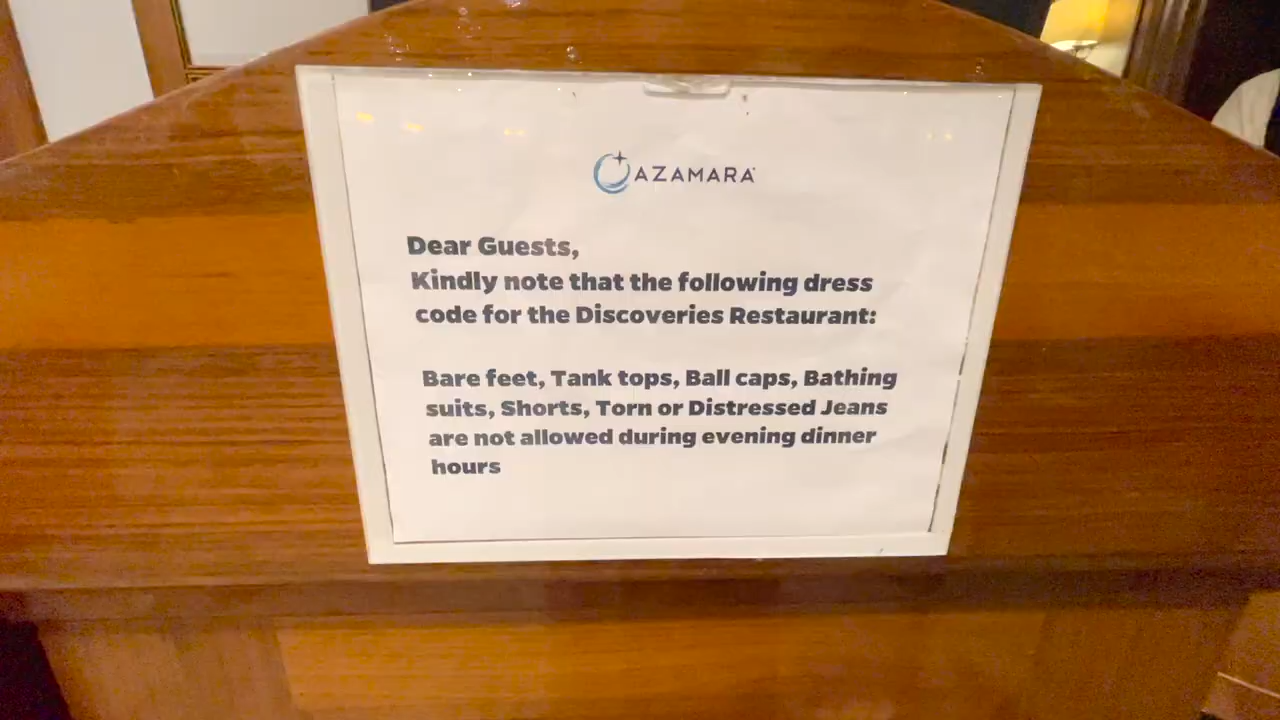 AZAMARA
Dear Guests,
Kindly note that the following dress
code for the Discoveries Restaurant:
Bare feet, Tank tops, Ball caps, Bathing
suits, Shorts, Torn or Distressed Jeans
are not allowed during evening dinner
hours